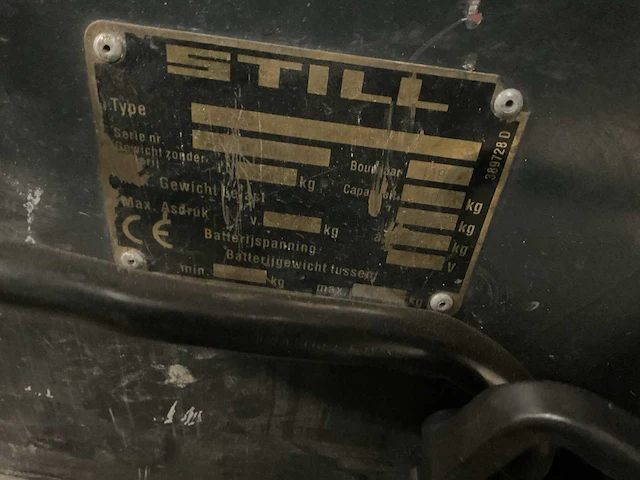 STILL
Type
Serie nr.
Bouwjaar
Gewicht zonder
kg
Capaciteit
kg
Gewicht
kg
Max. Asdruk
v.
kg
a.
kg
CE
Batterijspanning
V
Batterijgewicht tussen
min.
kg
max.
kg
389728 D